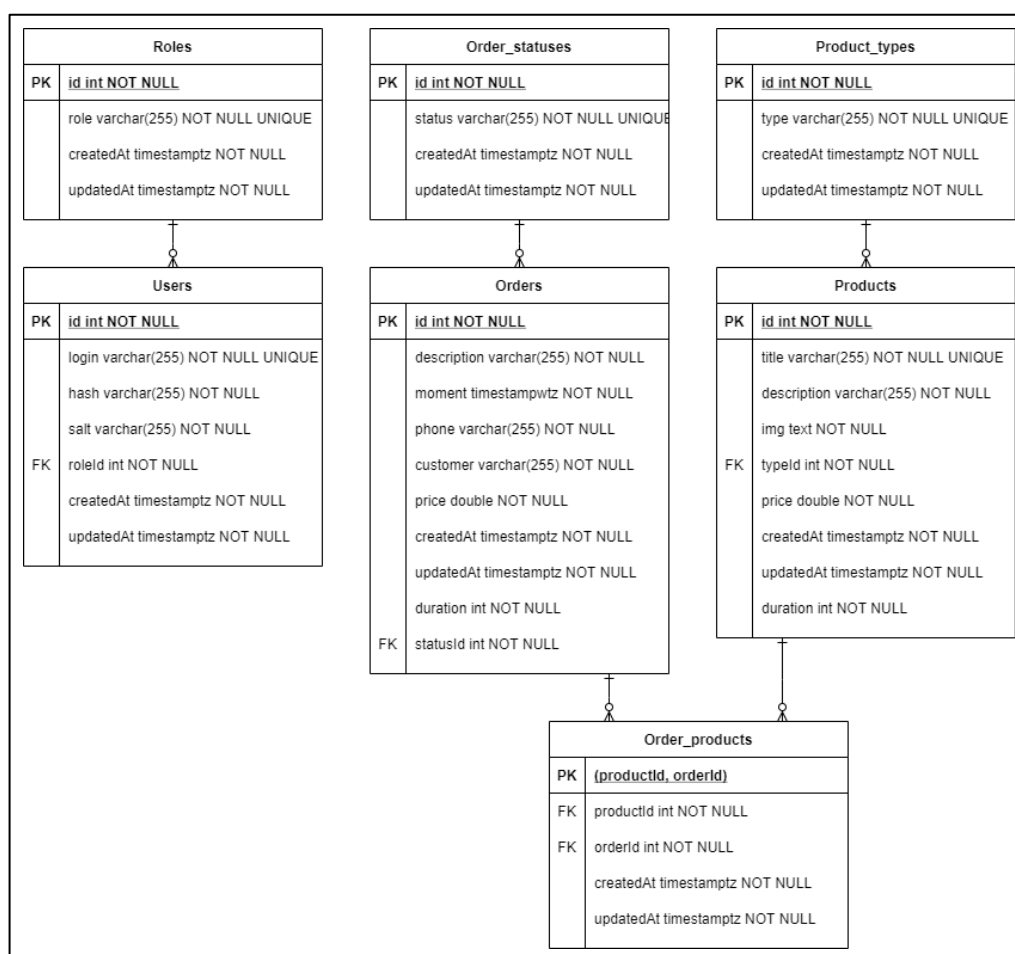 Roles
PK id int NOT NULL
role varchar(255) NOT NULL UNIQUE
createdAt timestamptz NOT NULL
updatedAt timestamptz NOT NULL
Order_statuses
PK id int NOT NULL
status varchar(255) NOT NULL UNIQUE
createdAt timestamptz NOT NULL
updatedAt timestamptz NOT NULL
Product_types
PK id int NOT NULL
type varchar(255) NOT NULL UNIQUE
createdAt timestamptz NOT NULL
updatedAt timestamptz NOT NULL
Users
PK id int NOT NULL
login varchar(255) NOT NULL UNIQUE
hash varchar(255) NOT NULL
salt varchar(255) NOT NULL
FK roleId int NOT NULL
createdAt timestamptz NOT NULL
updatedAt timestamptz NOT NULL
Orders
PK id int NOT NULL
description varchar(255) NOT NULL
moment timestampwtz NOT NULL
phone varchar(255) NOT NULL
customer varchar(255) NOT NULL
price double NOT NULL
createdAt timestamptz NOT NULL
updatedAt timestamptz NOT NULL
duration int NOT NULL
FK statusId int NOT NULL
Products
PK id int NOT NULL
title varchar(255) NOT NULL UNIQUE
description varchar(255) NOT NULL
img text NOT NULL
FK typeId int NOT NULL
price double NOT NULL
createdAt timestamptz NOT NULL
updatedAt timestamptz NOT NULL
duration int NOT NULL
Order_products
PK (productId, orderId)
FK productId int NOT NULL
FK orderId int NOT NULL
createdAt timestamptz NOT NULL
updatedAt timestamptz NOT NULL